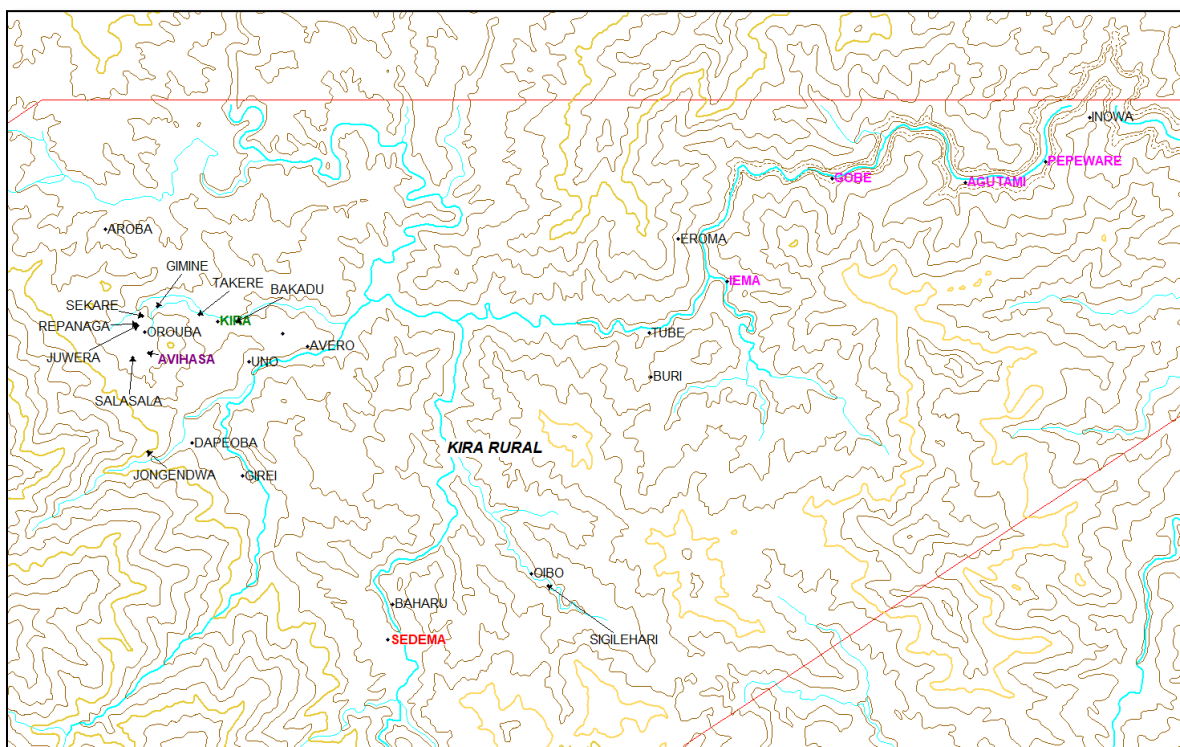 INOWA
PEPEWARE
GOBE
AGUTAMI
AROBA
EROMA
GIMINE
TAKERE
IEMA
BAKADU
SEKARE
KIRA
REPANAGA
OROUBA
TUBE
AVERO
JUWERA
AVIHASA
UNO
BURI
SALASALA
DAPEOBA
KIRA RURAL
JONGENDWA
GIREI
OIBO
BAHARU
SEDEMA
SIGILEHARI